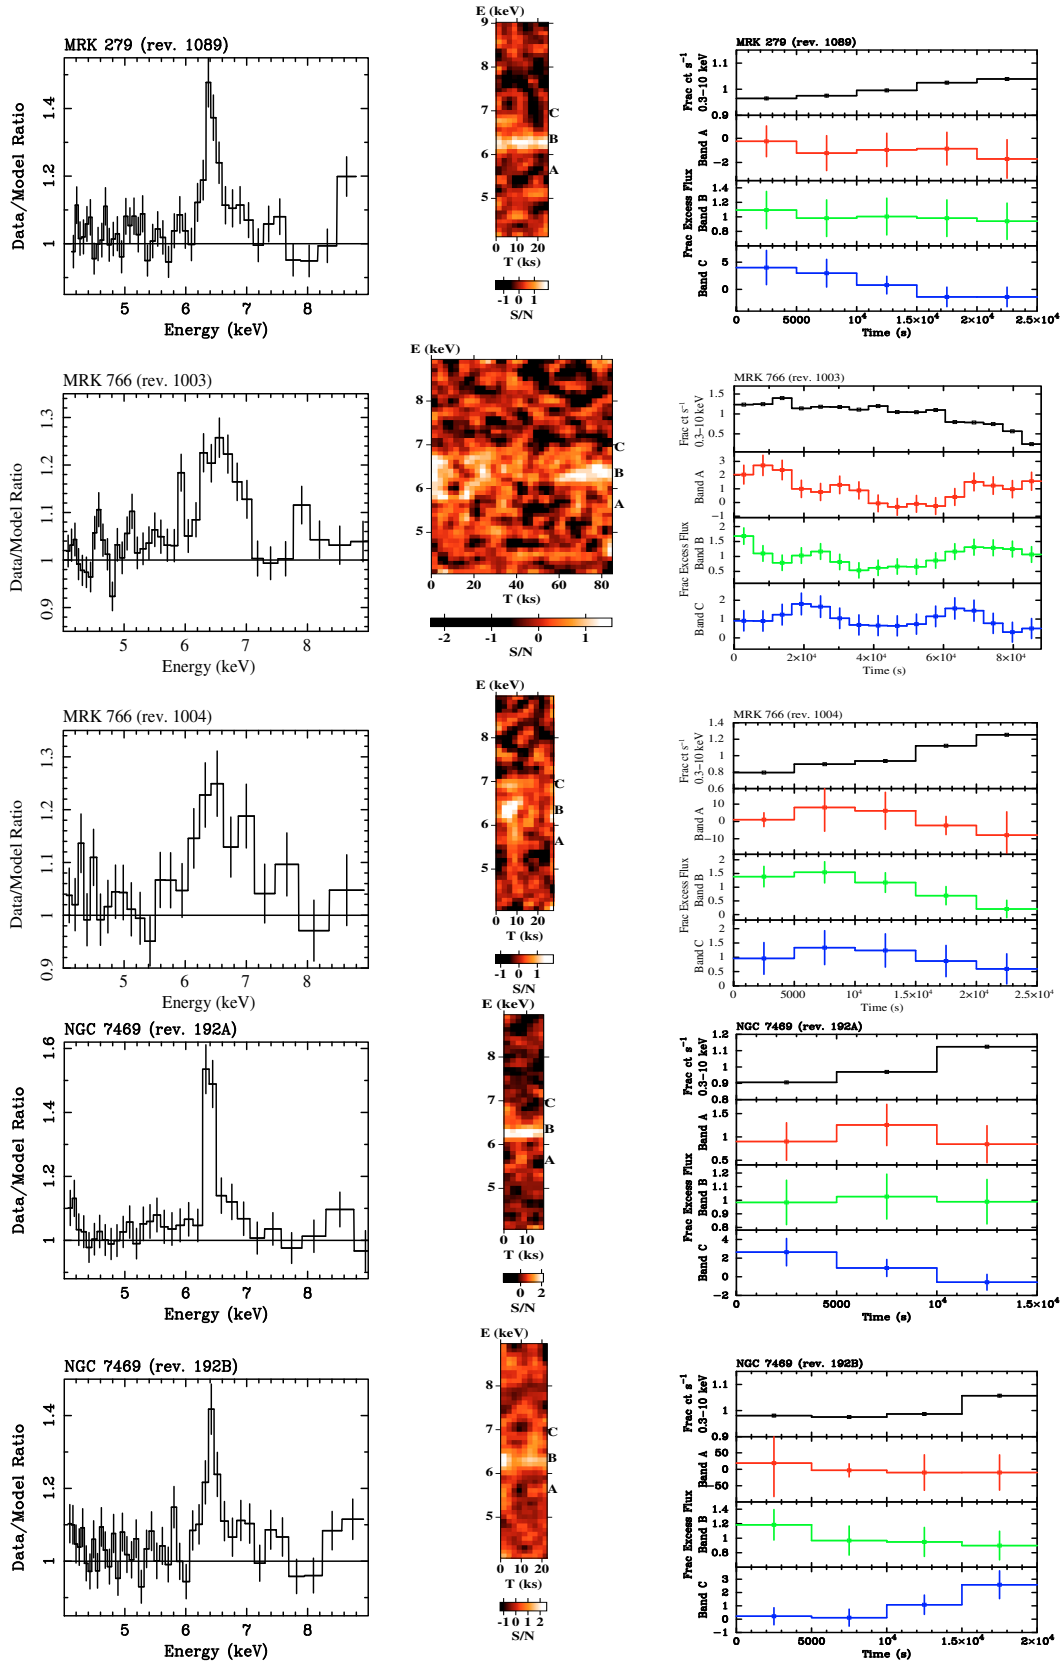 MRK 279 (rev. 1089)
Data/Model Ratio
1 1.2 1.4
5 6 7 8
Energy (keV)
E (keV)
9
8
7
6
5
C
B
A
0 10 20
T (ks)
-1 0 1
S/N
MRK 279 (rev. 1089)
Frac ct s⁻¹
0.3−10 keV
0.9 1 1.1
Band A
−2 0
Frac Excess Flux
Band B
0.8 1 1.2 1.4
Band C
0 5
0 5000 10⁴ 1.5×10⁴ 2×10⁴ 2.5×10⁴
Time (s)
MRK 766 (rev. 1003)
Data/Model Ratio
0.9 1 1.1 1.2 1.3
5 6 7 8
Energy (keV)
E (keV)
8
7
6
5
C
B
A
0 20 40 60 80
T (ks)
-2 -1 0 1
S/N
MRK 766 (rev. 1003)
Frac ct s⁻¹
0.3−10 keV
0.5 1 1.5
Band A
−1 0 1 2 3
Frac Excess Flux
Band B
0.5 1 1.5 2
Band C
0 1 2
0 2×10⁴ 4×10⁴ 6×10⁴ 8×10⁴
Time (s)
MRK 766 (rev. 1004)
Data/Model Ratio
0.9 1 1.1 1.2 1.3
5 6 7 8
Energy (keV)
E (keV)
8
7
6
5
C
B
A
0 10 20
T (ks)
-1 0 1
S/N
MRK 766 (rev. 1004)
Frac ct s⁻¹
0.3−10 keV
0.6 0.8 1 1.2 1.4
Band A
−10 0 10
Frac Excess Flux
Band B
0 0.5 1 1.5 2
Band C
0 0.5 1 1.5 2
0 5000 10⁴ 1.5×10⁴ 2×10⁴ 2.5×10⁴
Time (s)
NGC 7469 (rev. 192A)
Data/Model Ratio
1 1.2 1.4 1.6
5 6 7 8
Energy (keV)
E (keV)
8
7
6
5
C
B
A
0 10
T (ks)
0 2
S/N
NGC 7469 (rev. 192A)
Frac ct s⁻¹
0.3−10 keV
0.8 0.9 1 1.1 1.2
Band A
0.5 1 1.5
Frac Excess Flux
Band B
0.8 0.9 1 1.1 1.2
Band C
−2 0 2 4
0 5000 10⁴ 1.5×10⁴
Time (s)
NGC 7469 (rev. 192B)
Data/Model Ratio
1 1.2 1.4
5 6 7 8
Energy (keV)
E (keV)
8
7
6
5
C
B
A
0 10 20
T (ks)
-1 0 1 2
S/N
NGC 7469 (rev. 192B)
Frac ct s⁻¹
0.3−10 keV
0.9 1 1.1
Band A
−50 0 50
Frac Excess Flux
Band B
0.8 1 1.2 1.4
Band C
−1 0 1 2 3
0 5000 10⁴ 1.5×10⁴ 2×10⁴
Time (s)